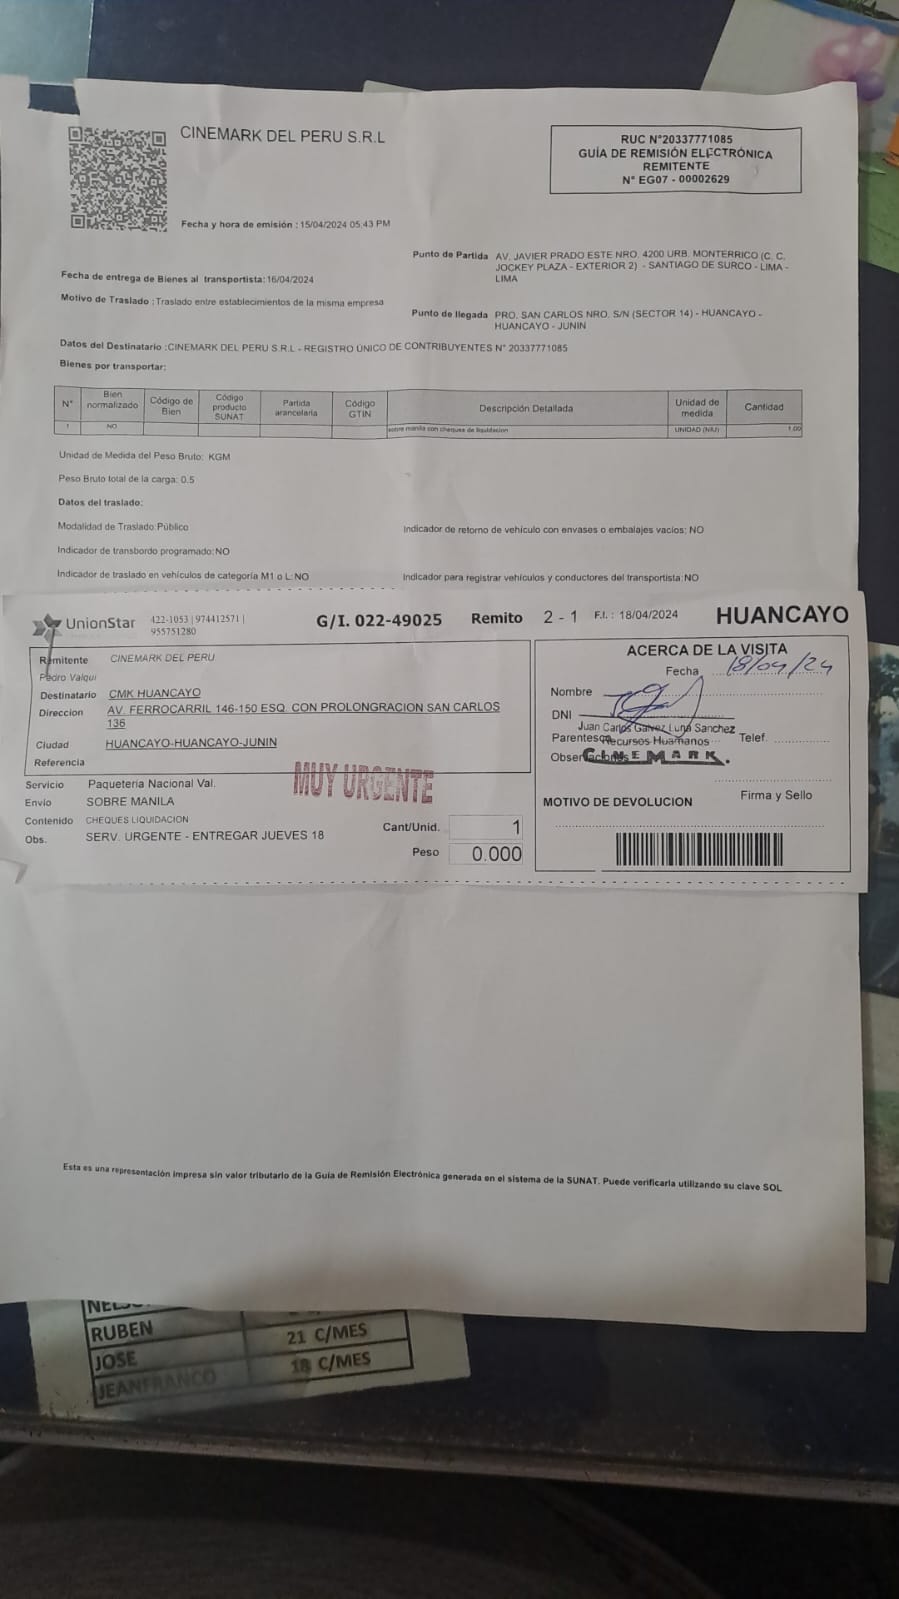 CINEMARK DEL PERU S.R.L
RUC N°20337771085
GUÍA DE REMISIÓN ELECTRÓNICA
REMITENTE
N° EG07 - 00002629
Fecha y hora de emisión : 15/04/2024 05:43 PM
Punto de Partida AV. JAVIER PRADO ESTE NRO. 4200 URB. MONTERRICO (C. C.
JOCKEY PLAZA - EXTERIOR 2) - SANTIAGO DE SURCO - LIMA -
LIMA
Fecha de entrega de Bienes al transportista:16/04/2024
Motivo de Traslado :Traslado entre establecimientos de la misma empresa
Punto de llegada PRO. SAN CARLOS NRO. S/N (SECTOR 14) - HUANCAYO -
HUANCAYO - JUNIN
Datos del Destinatario :CINEMARK DEL PERU S.R.L - REGISTRO ÚNICO DE CONTRIBUYENTES N° 20337771085
Bienes por transportar:
N° Bien normalizado Código de Bien Código producto SUNAT Partida arancelaria Código GTIN Descripción Detallada Unidad de medida Cantidad
1 NO sobre manila con cheques de liquidacion UNIDAD (NIU) 1.00
Unidad de Medida del Peso Bruto: KGM
Peso Bruto total de la carga: 0.5
Datos del traslado:
Modalidad de Traslado:Público
Indicador de retorno de vehículo con envases o embalajes vacíos: NO
Indicador de transbordo programado:NO
Indicador de traslado en vehículos de categoría M1 o L:NO
Indicador para registrar vehículos y conductores del transportista:NO
UnionStar 422-1053 | 974412571 |
955751280
G/I. 022-49025 Remito 2 - 1 F.I.: 18/04/2024 HUANCAYO
Remitente CINEMARK DEL PERU
Pedro Valqui
Destinatario CMK HUANCAYO
Direccion AV. FERROCARRIL 146-150 ESQ. CON PROLONGRACION SAN CARLOS
136
Ciudad HUANCAYO-HUANCAYO-JUNIN
Referencia
Servicio Paquetería Nacional Val.
Envio SOBRE MANILA
Contenido CHEQUES LIQUIDACION
Obs. SERV. URGENTE - ENTREGAR JUEVES 18
MUY URGENTE
Cant/Unid. 1
Peso 0.000
ACERCA DE LA VISITA
Fecha 18/04/24
Nombre
DNI
Juan Carlos Galvez Luna Sanchez
Recursos Huamanos
Telef.
CINEMARK.
Firma y Sello
MOTIVO DE DEVOLUCION
Esta es una representación impresa sin valor tributario de la Guía de Remisión Electrónica generada en el sistema de la SUNAT. Puede verificarla utilizando su clave SOL
RUBEN 21 C/MES
JOSE 18 C/MES
JEANFRANCO